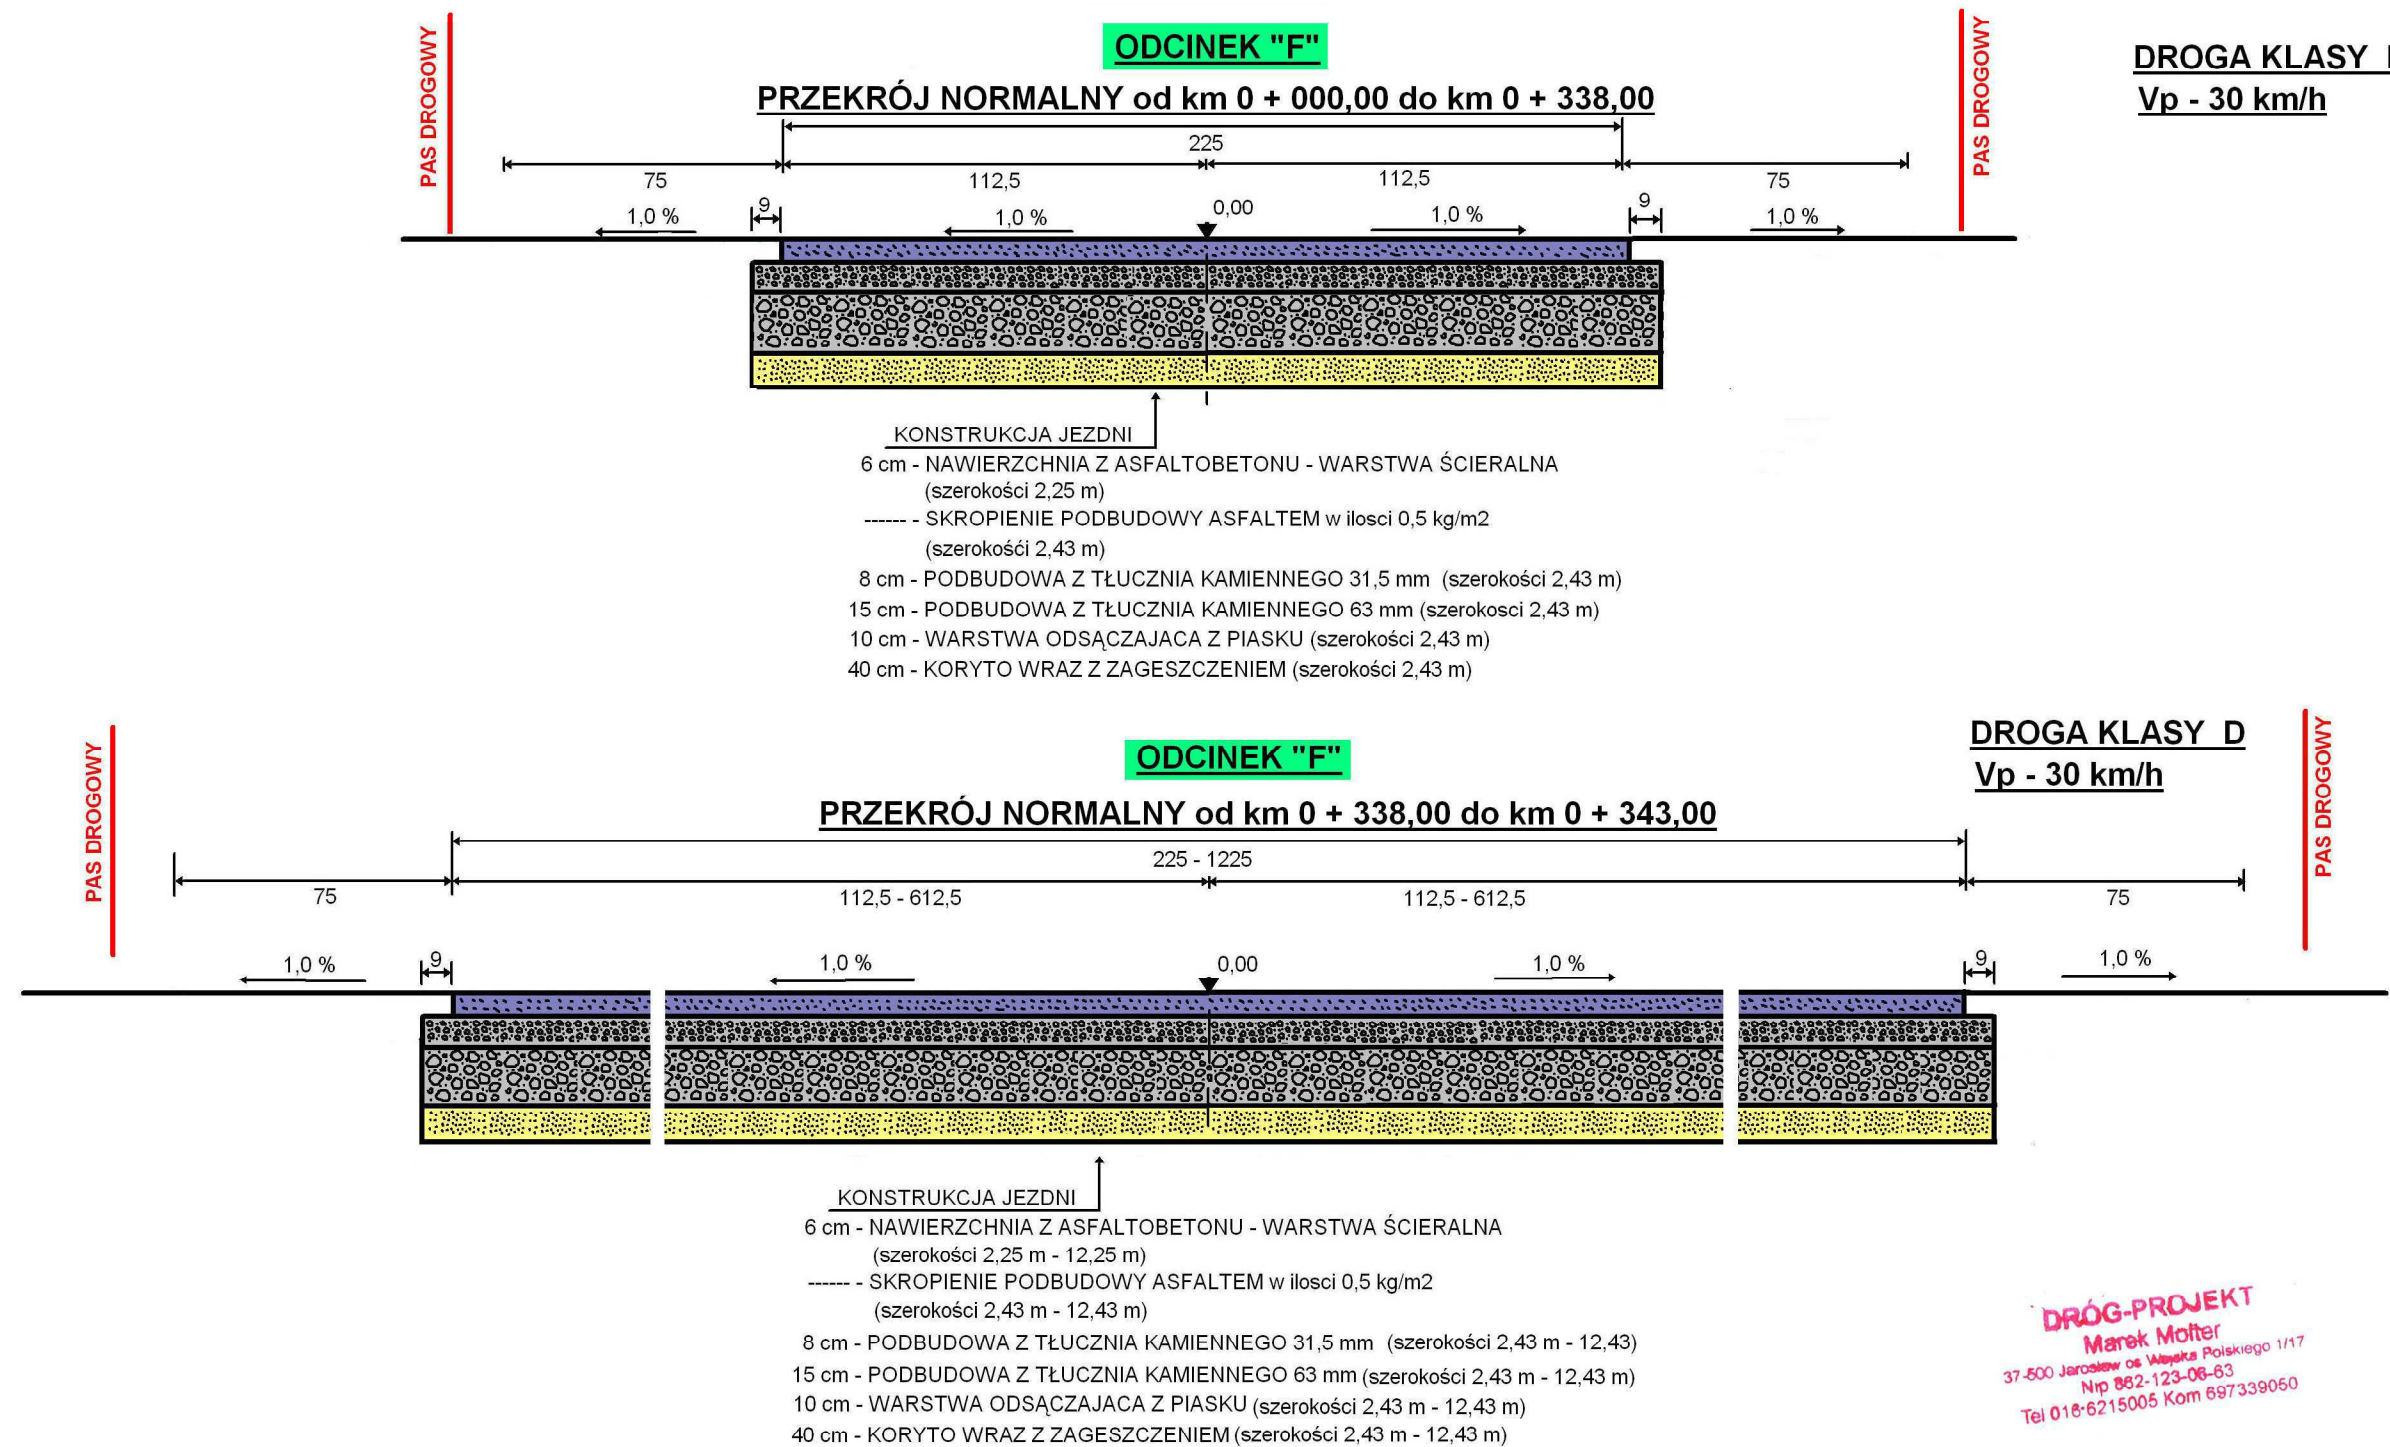 ODCINEK "F"
PRZEKRÓJ NORMALNY od km 0 + 000,00 do km 0 + 338,00
DROGA KLASY
Vp - 30 km/h
PAS DROGOWY
PAS DROGOWY
225
75
112,5
112,5
75
1,0 %
9
1,0 %
0,00
1,0 %
9
1,0 %
KONSTRUKCJA JEZDNI
6 cm - NAWIERZCHNIA Z ASFALTOBETONU - WARSTWA ŚCIERALNA
(szerokości 2,25 m)
------ - SKROPIENIE PODBUDOWY ASFALTEM w ilosci 0,5 kg/m2
(szerokośći 2,43 m)
8 cm - PODBUDOWA Z TŁUCZNIA KAMIENNEGO 31,5 mm (szerokości 2,43 m)
15 cm - PODBUDOWA Z TŁUCZNIA KAMIENNEGO 63 mm (szerokosci 2,43 m)
10 cm - WARSTWA ODSĄCZAJACA Z PIASKU (szerokości 2,43 m)
40 cm - KORYTO WRAZ Z ZAGESZCZENIEM (szerokości 2,43 m)
ODCINEK "F"
PRZEKRÓJ NORMALNY od km 0 + 338,00 do km 0 + 343,00
DROGA KLASY D
Vp - 30 km/h
PAS DROGOWY
PAS DROGOWY
225 - 1225
75
112,5 - 612,5
112,5 - 612,5
75
1,0 %
9
1,0 %
0,00
1,0 %
9
1,0 %
KONSTRUKCJA JEZDNI
6 cm - NAWIERZCHNIA Z ASFALTOBETONU - WARSTWA ŚCIERALNA
(szerokości 2,25 m - 12,25 m)
------ - SKROPIENIE PODBUDOWY ASFALTEM w ilosci 0,5 kg/m2
(szerokości 2,43 m - 12,43 m)
8 cm - PODBUDOWA Z TŁUCZNIA KAMIENNEGO 31,5 mm (szerokości 2,43 m - 12,43)
15 cm - PODBUDOWA Z TŁUCZNIA KAMIENNEGO 63 mm (szerokości 2,43 m - 12,43 m)
10 cm - WARSTWA ODSĄCZAJACA Z PIASKU (szerokości 2,43 m - 12,43 m)
40 cm - KORYTO WRAZ Z ZAGESZCZENIEM (szerokości 2,43 m - 12,43 m)
DRÓG-PROJEKT
Marek Molter
37-500 Jarosław os Wojska Polskiego 1/17
Nip 862-123-06-63
Tel 016-6215005 Kom 697339050